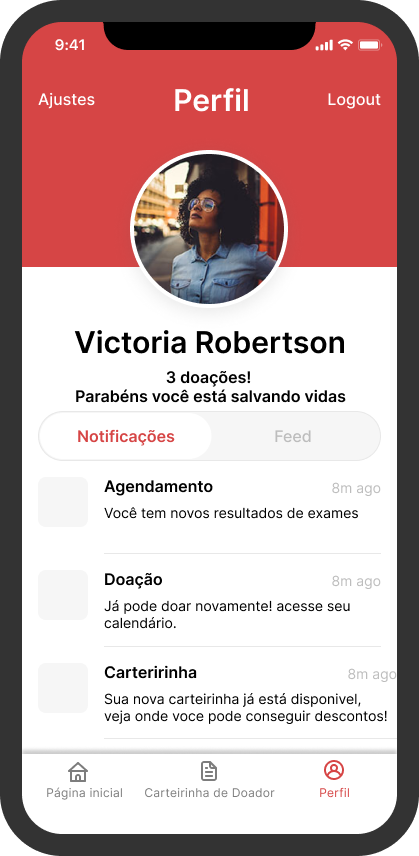 9:41
Ajustes
Perfil
Logout
Victoria Robertson
3 doações!
Parabéns você está salvando vidas
Notificações
Feed
Agendamento
8m ago
Você tem novos resultados de exames
Doação
8m ago
Já pode doar novamente! acesse seu
calendário.
Carteririnha
8m ago
Sua nova carteirinha já está disponivel,
veja onde voce pode conseguir descontos!
Página inicial
Carteirinha de Doador
Perfil